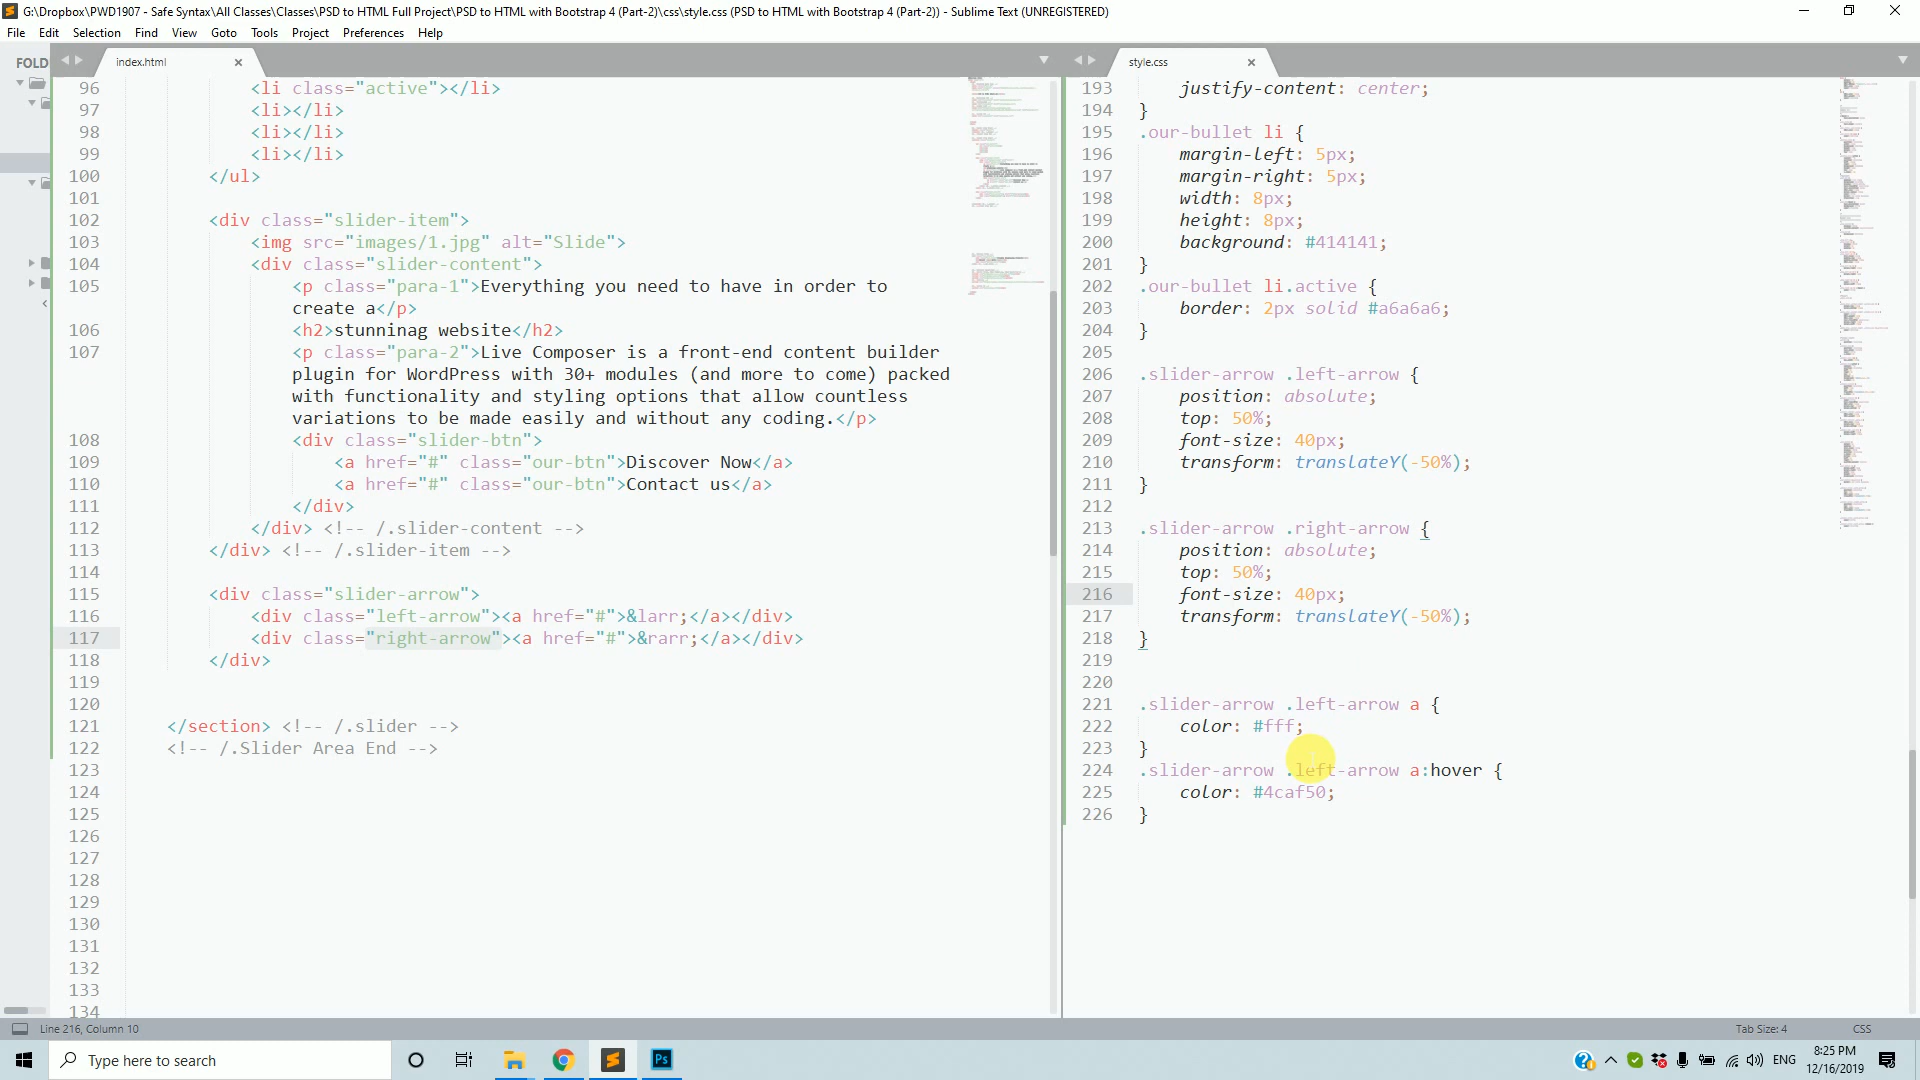 G:\Dropbox\PWD1907 - Safe Syntax\All Classes\Classes\PSD to HTML Full Project\PSD to HTML with Bootstrap 4 (Part-2)\css\style.css (PSD to HTML with Bootstrap 4 (Part-2)) - Sublime Text (UNREGISTERED)
File Edit Selection Find View Goto Tools Project Preferences Help
FOLD
index.html
96 <li class="active"></li>
97 <li></li>
98 <li></li>
99 <li></li>
100 </ul>
101
102 <div class="slider-item">
103 <img src="images/1.jpg" alt="Slide">
104 <div class="slider-content">
105 <p class="para-1">Everything you need to have in order to
create a</p>
106 <h2>stunninag website</h2>
107 <p class="para-2">Live Composer is a front-end content builder
plugin for WordPress with 30+ modules (and more to come) packed
with functionality and styling options that allow countless
variations to be made easily and without any coding.</p>
108 <div class="slider-btn">
109 <a href="#" class="our-btn">Discover Now</a>
110 <a href="#" class="our-btn">Contact us</a>
111 </div>
112 </div> <!-- /.slider-content -->
113 </div> <!-- /.slider-item -->
114
115 <div class="slider-arrow">
116 <div class="left-arrow"><a href="#">&larr;</a></div>
117 <div class="right-arrow"><a href="#">&rarr;</a></div>
118 </div>
119
120
121 </section> <!-- /.slider -->
122 <!-- /.Slider Area End -->
123
124
125
126
127
128
129
130
131
132
133
134
style.css
193 justify-content: center;
194 }
195 .our-bullet li {
196 margin-left: 5px;
197 margin-right: 5px;
198 width: 8px;
199 height: 8px;
200 background: #414141;
201 }
202 .our-bullet li.active {
203 border: 2px solid #a6a6a6;
204 }
205
206 .slider-arrow .left-arrow {
207 position: absolute;
208 top: 50%;
209 font-size: 40px;
210 transform: translateY(-50%);
211 }
212
213 .slider-arrow .right-arrow {
214 position: absolute;
215 top: 50%;
216 font-size: 40px;
217 transform: translateY(-50%);
218 }
219
220
221 .slider-arrow .left-arrow a {
222 color: #fff;
223 }
224 .slider-arrow .left-arrow a:hover {
225 color: #4caf50;
226 }
Line 216, Column 10
Tab Size: 4 CSS
Type here to search
Ps
ENG
8:25 PM
12/16/2019